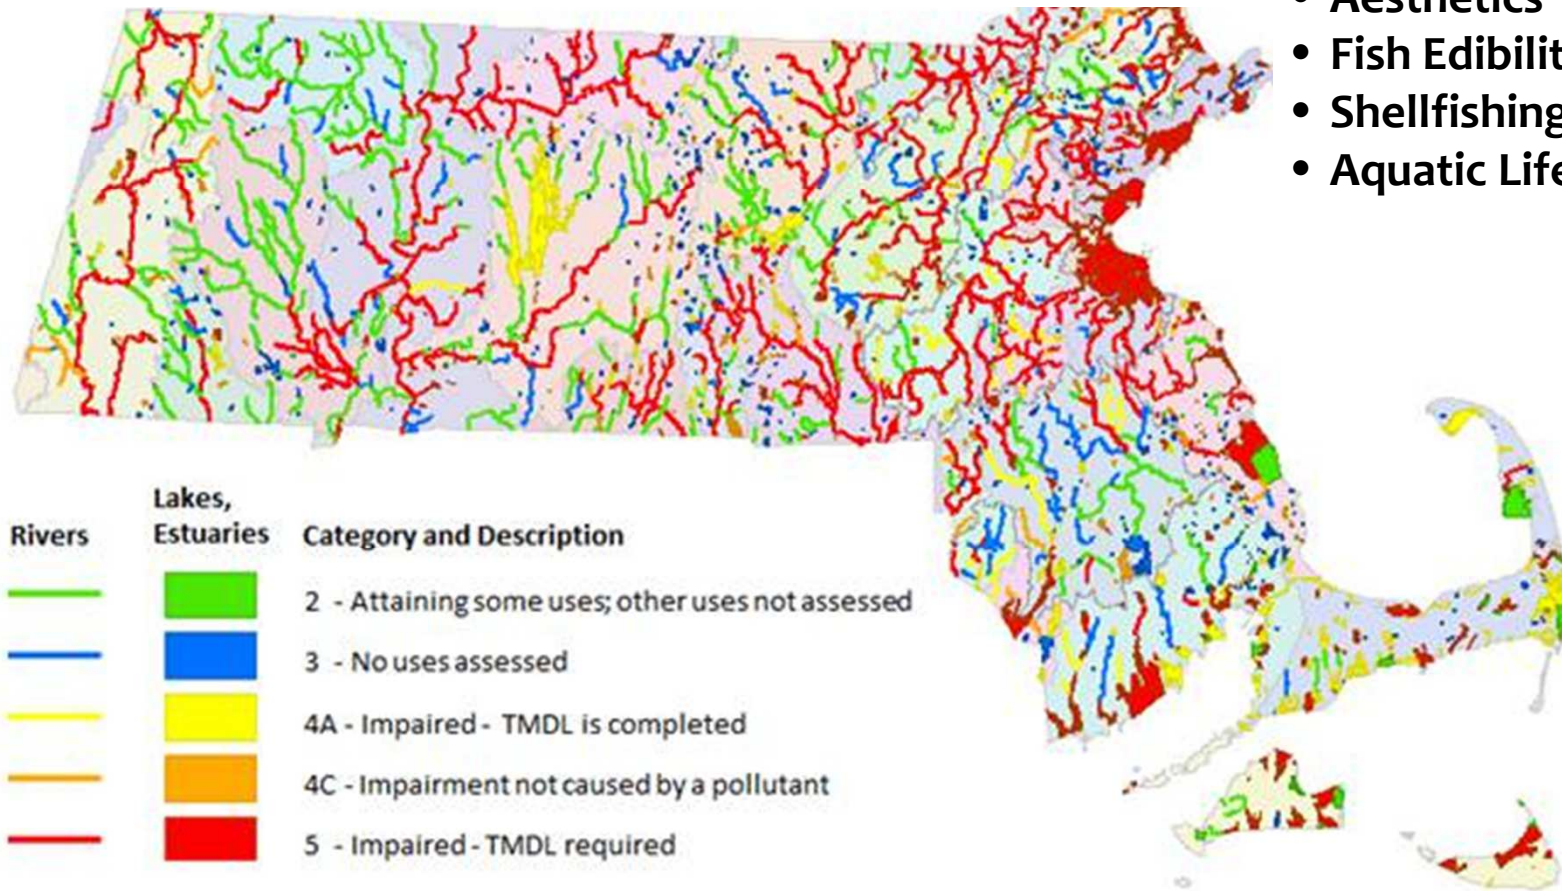 • Aesthetics
• Fish Edibilit
• Shellfishing
• Aquatic Life
Rivers
Lakes,
Estuaries
Category and Description
2 - Attaining some uses; other uses not assessed
3 - No uses assessed
4A - Impaired - TMDL is completed
4C - Impairment not caused by a pollutant
5 - Impaired - TMDL required